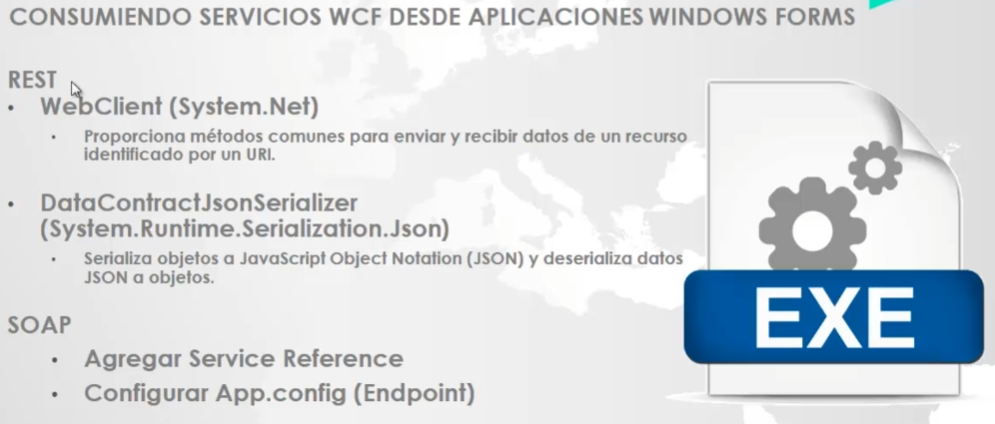 CONSUMIENDO SERVICIOS WCF DESDE APLICACIONES WINDOWS FORMS
REST
• WebClient (System.Net)
• Proporciona métodos comunes para enviar y recibir datos de un recurso
identificado por un URI.
• DataContractJsonSerializer
(System.Runtime.Serialization.Json)
• Serializa objetos a JavaScript Object Notation (JSON) y deserializa datos
JSON a objetos.
EXE
SOAP
• Agregar Service Reference
• Configurar App.config (Endpoint)